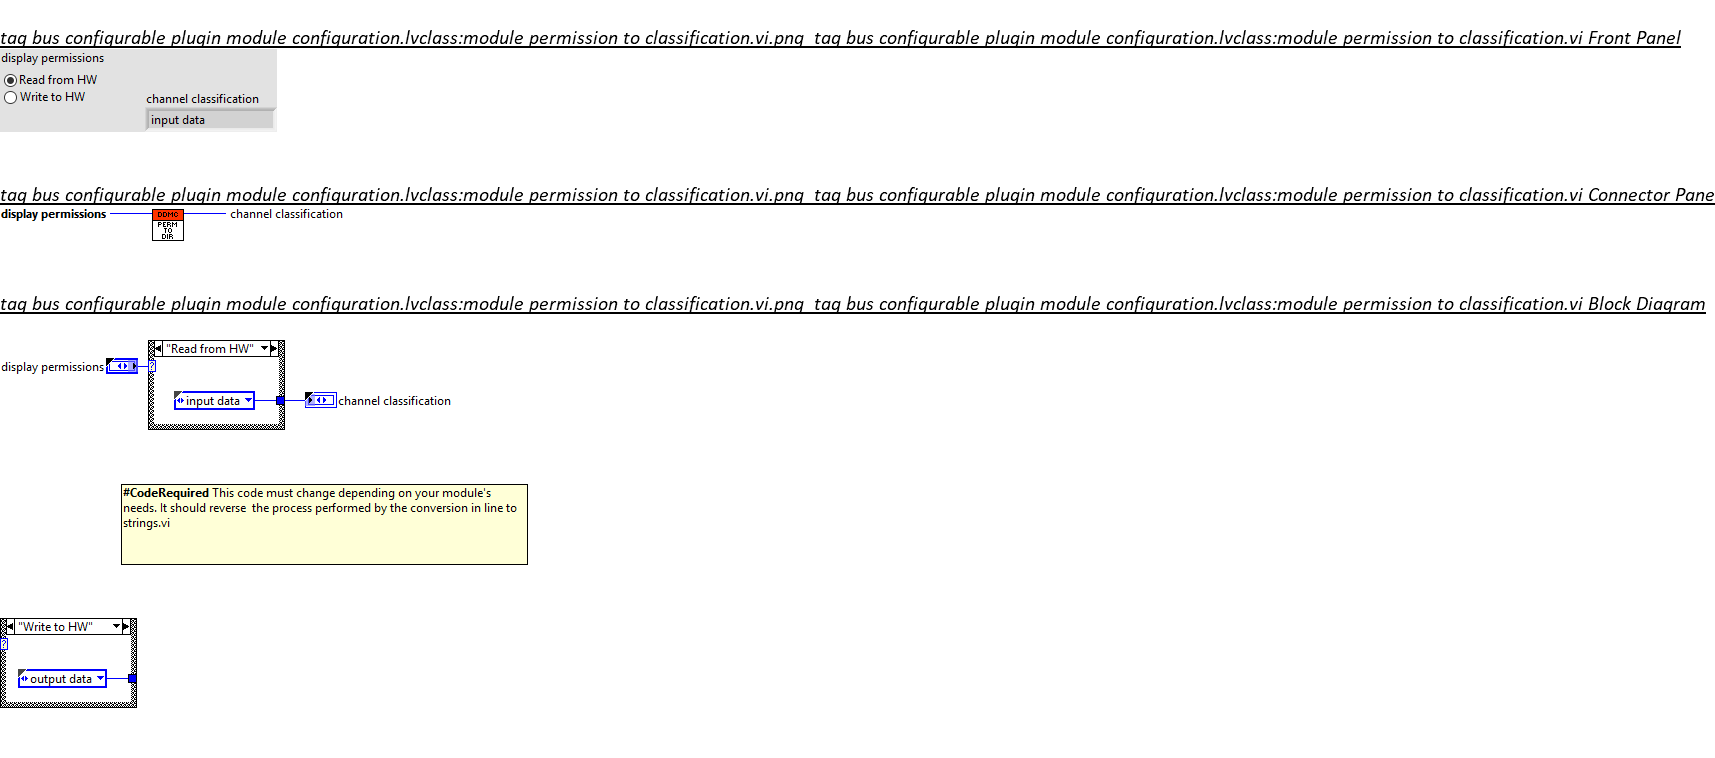 tag bus configurable plugin module configuration.lvclass:module permission to classification.vi.png  tag bus configurable plugin module configuration.lvclass:module permission to classification.vi Front Panel
display permissions
Read from HW
Write to HW
channel classification
input data
tag bus configurable plugin module configuration.lvclass:module permission to classification.vi.png  tag bus configurable plugin module configuration.lvclass:module permission to classification.vi Connector Pane
display permissions
DDMC
PERM
TO
DIR
channel classification
tag bus configurable plugin module configuration.lvclass:module permission to classification.vi.png  tag bus configurable plugin module configuration.lvclass:module permission to classification.vi Block Diagram
"Read from HW"
display permissions
?
input data
channel classification
#CodeRequired This code must change depending on your module's
needs. It should reverse  the process performed by the conversion in line to
strings.vi
"Write to HW"
?
output data